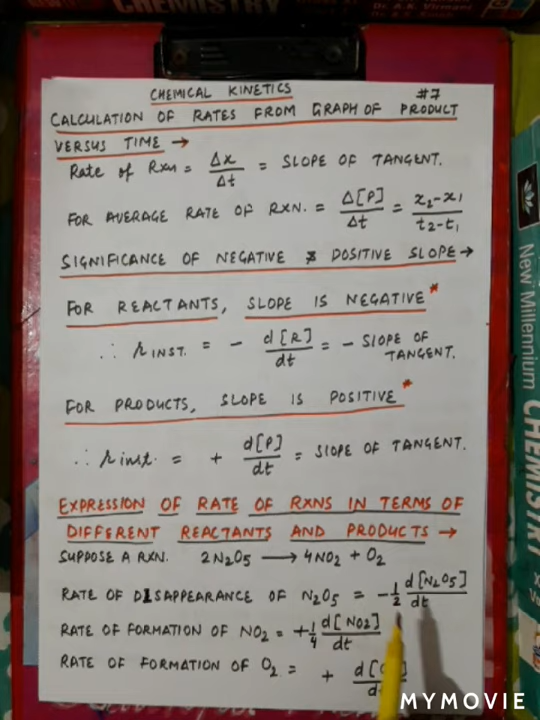 Dr. A.K. Virmani
CHEMICAL KINETICS #7
CALCULATION OF RATES FROM GRAPH OF PRODUCT
VERSUS TIME →
Rate of Rxn = Δx/Δt = SLOPE OF TANGENT.
FOR AVERAGE RATE OF RXN. = Δ[P]/Δt = x2-x1/t2-t1
SIGNIFICANCE OF NEGATIVE & POSITIVE SLOPE →
FOR REACTANTS, SLOPE IS NEGATIVE*
∴ r INST. = - d[R]/dt = - SLOPE OF TANGENT.
FOR PRODUCTS, SLOPE IS POSITIVE*
∴ r inst. = + d[P]/dt = SLOPE OF TANGENT.
EXPRESSION OF RATE OF RXNS IN TERMS OF
DIFFERENT REACTANTS AND PRODUCTS →
SUPPOSE A RXN. 2N2O5 → 4NO2 + O2
RATE OF DISAPPEARANCE OF N2O5 = -1/2 d[N2O5]/dt
RATE OF FORMATION OF NO2 = +1/4 d[NO2]/dt
RATE OF FORMATION OF O2 = + d[
New Millennium
CHEMISTRY
MYMOVIE